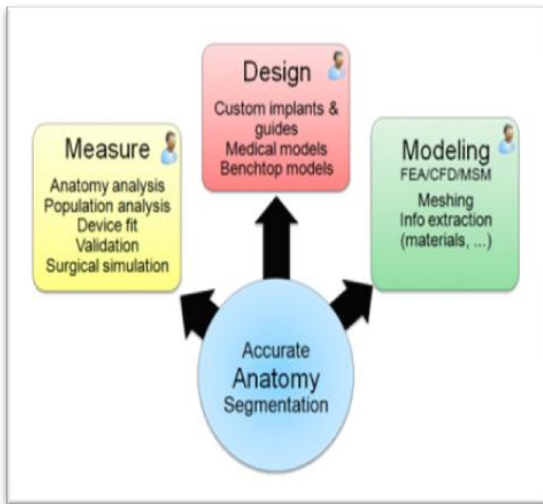 Design
Custom implants &
guides
Medical models
Benchtop models
Measure
Anatomy analysis
Population analysis
Device fit
Validation
Surgical simulation
Modeling
FEA/CFD/MSM
Meshing
Info extraction
(materials, ...)
Accurate
Anatomy
Segmentation